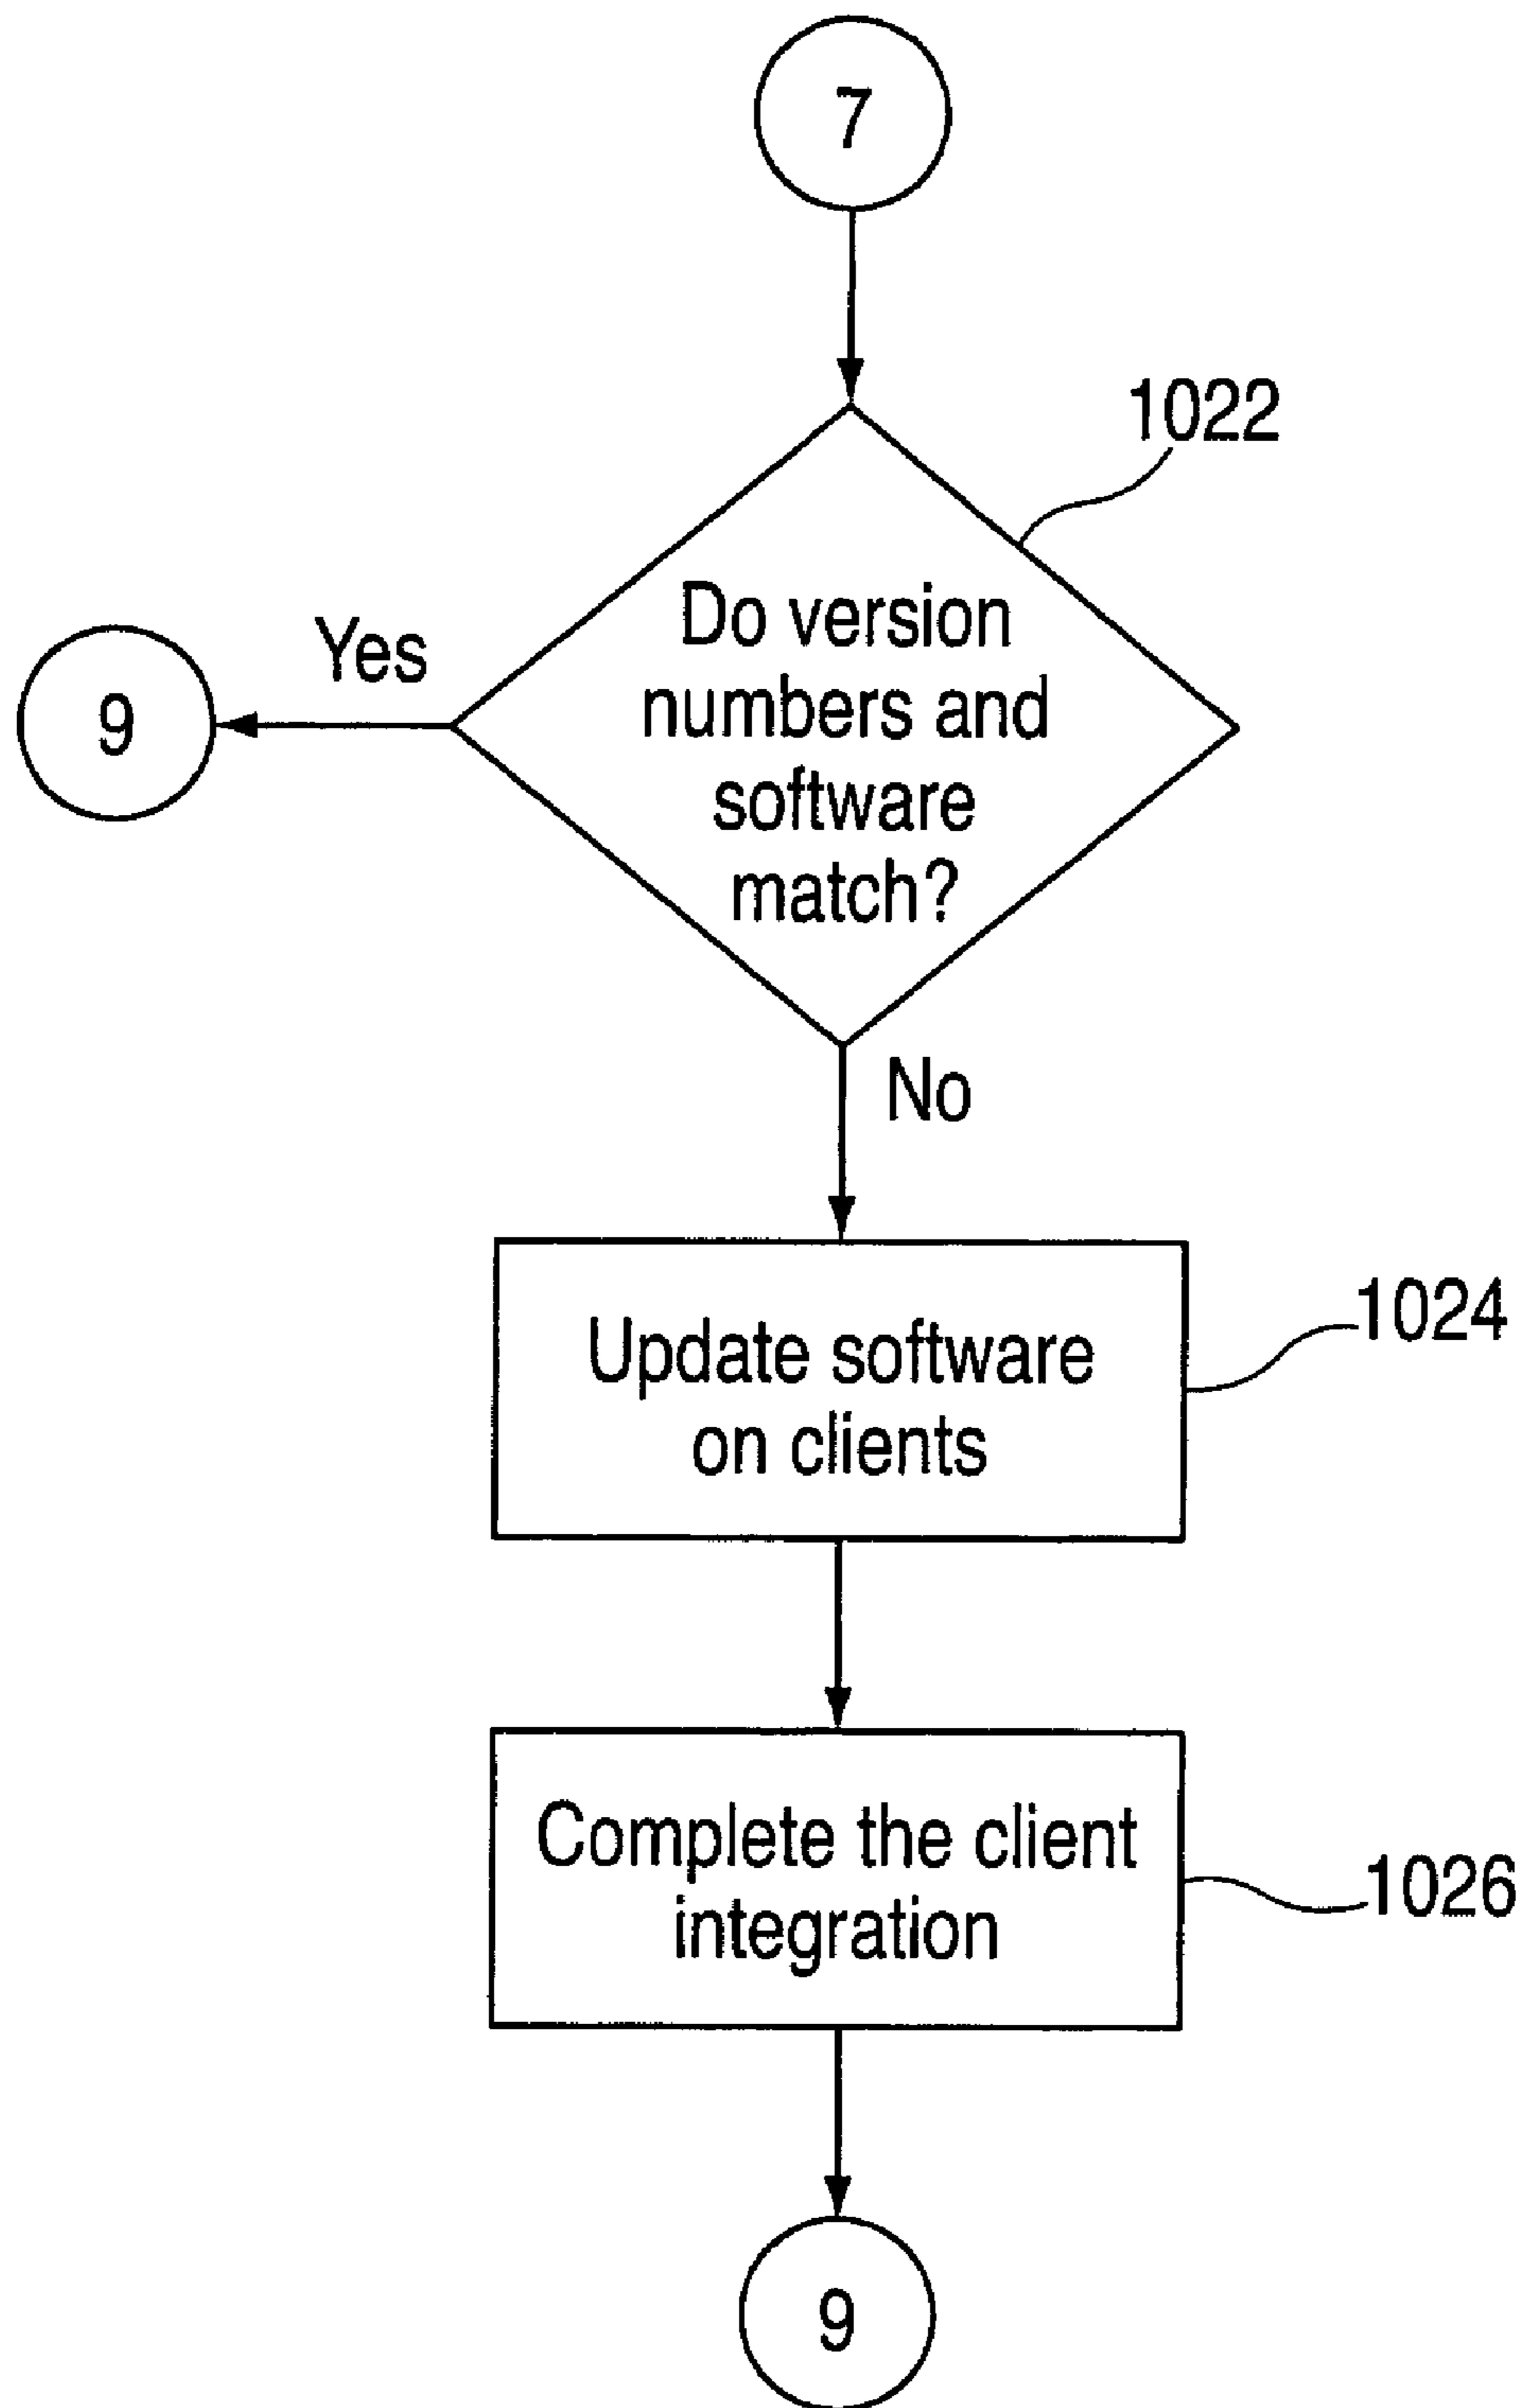 7
1022
Do version
numbers and
software
match?
Yes
9
No
1024
Update software
on clients
Complete the client
integration
1026
9